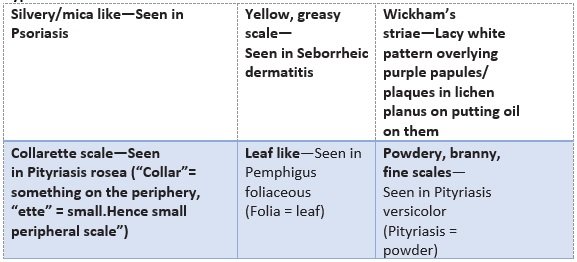 Silvery/mica like—Seen in
Psoriasis
Yellow, greasy
scale—
Seen in Seborrheic
dermatitis
Wickham's
striae—Lacy white
pattern overlying
purple papules/
plaques in lichen
planus on putting oil
on them
Collarette scale—Seen
in Pityriasis rosea ("Collar"=
something on the periphery,
"ette" = small.Hence small
peripheral scale")
Leaf like—Seen in
Pemphigus
foliaceous
(Folia = leaf)
Powdery, branny,
fine scales—
Seen in Pityriasis
versicolor
(Pityriasis =
powder)